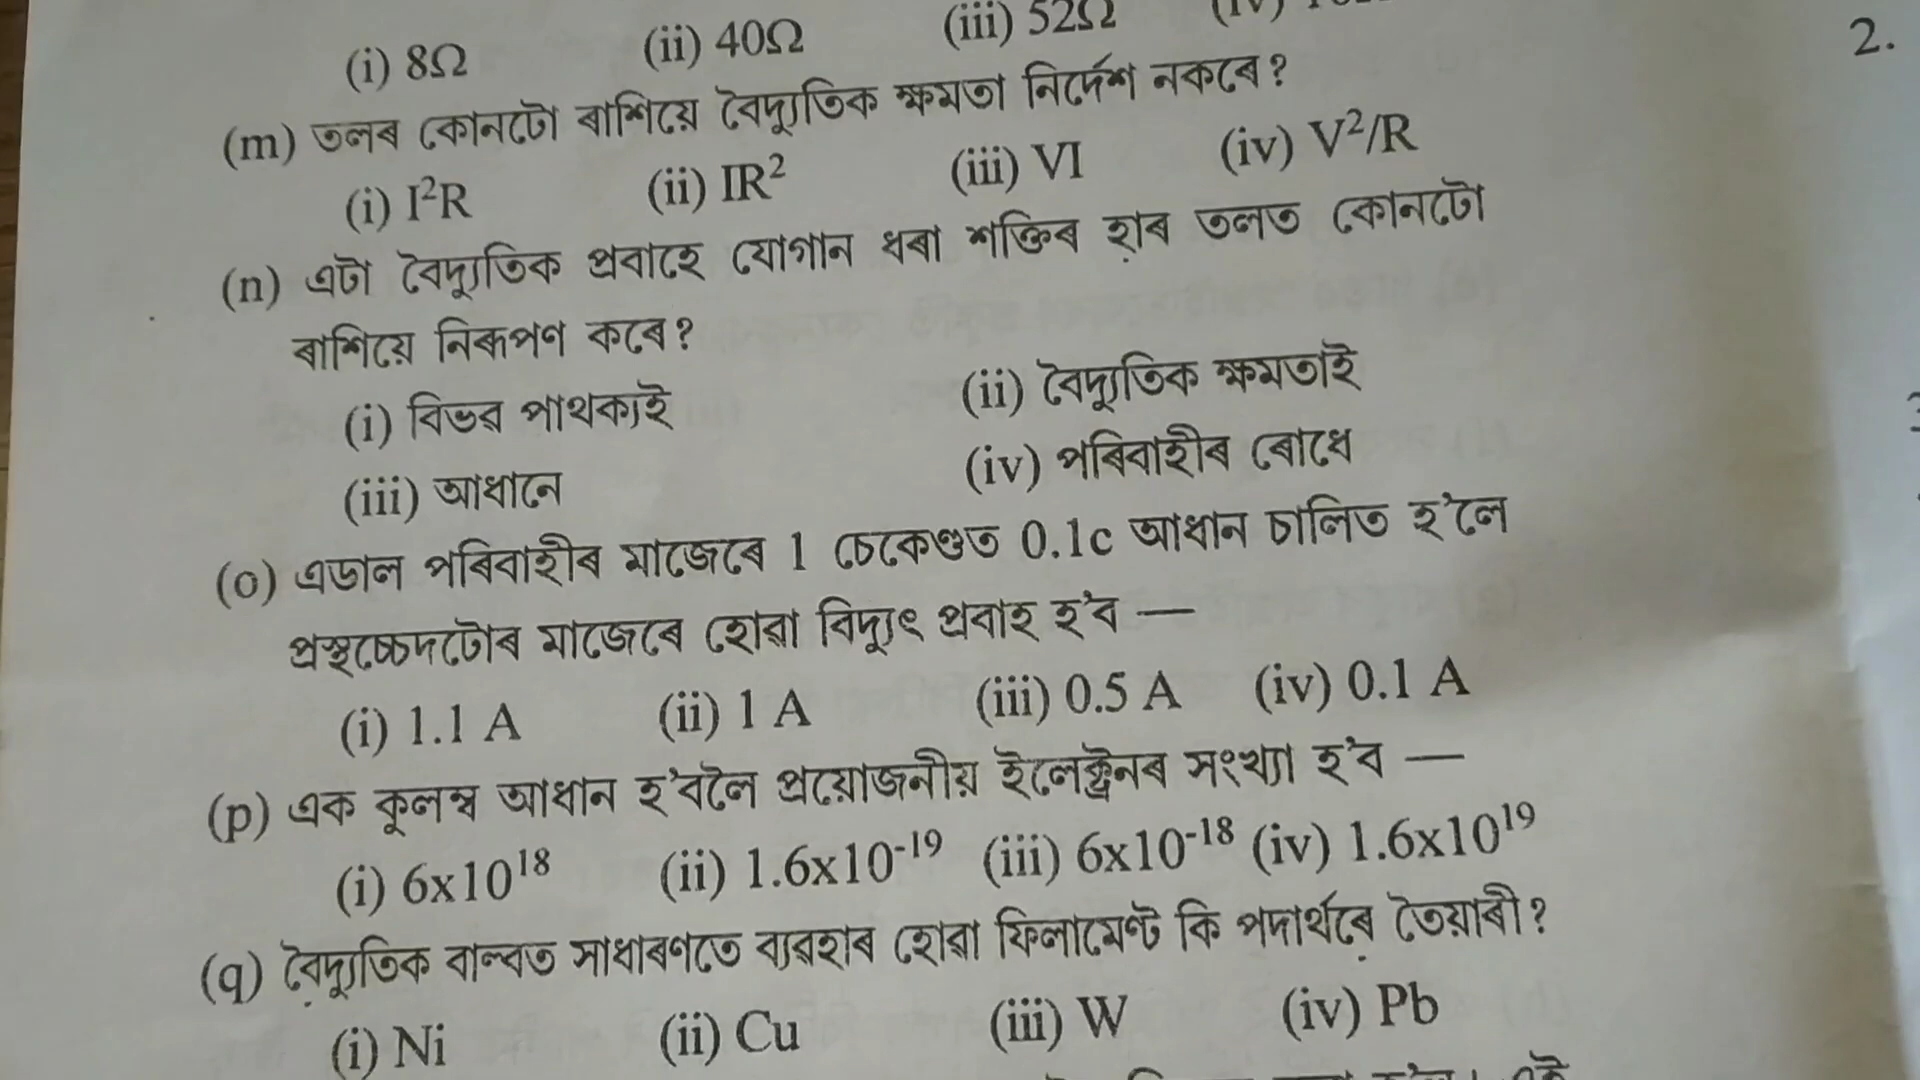 (i) 8Ω (ii) 40Ω (iii) 52Ω (iv)
2.
(m) তলৰ কোনটো ৰাশিয়ে বৈদ্যুতিক ক্ষমতা নিৰ্দেশ নকৰে?
(i) I²R (ii) IR² (iii) VI (iv) V²/R
(n) এটা বৈদ্যুতিক প্ৰবাহে যোগান ধৰা শক্তিৰ হাৰ তলত কোনটো
ৰাশিয়ে নিৰূপণ কৰে?
(i) বিভৱ পাথক্যই (ii) বৈদ্যুতিক ক্ষমতাই
(iii) আধানে (iv) পৰিবাহীৰ ৰোধে
(o) এডাল পৰিবাহীৰ মাজেৰে 1 চেকেণ্ডত 0.1c আধান চালিত হ'লে
প্ৰস্থচ্ছেদটোৰ মাজেৰে হোৱা বিদ্যুৎ প্ৰবাহ হ'ব —
(i) 1.1 A (ii) 1 A (iii) 0.5 A (iv) 0.1 A
(p) এক কুলম্ব আধান হ'বলৈ প্ৰয়োজনীয় ইলেক্ট্ৰনৰ সংখ্যা হ'ব —
(i) 6x10¹⁸ (ii) 1.6x10⁻¹⁹ (iii) 6x10⁻¹⁸ (iv) 1.6x10¹⁹
(q) বৈদ্যুতিক বাল্বত সাধাৰণতে ব্যৱহাৰ হোৱা ফিলামেণ্ট কি পদাৰ্থৰে তৈয়াৰী?
(i) Ni (ii) Cu (iii) W (iv) Pb